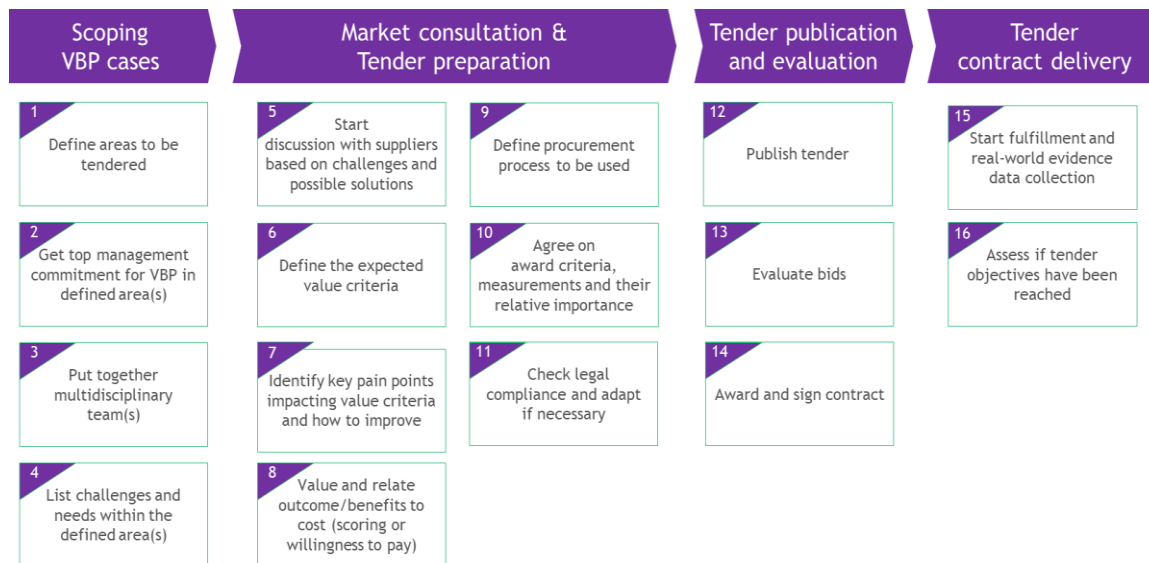 Scoping
VBP cases
Market consultation &
Tender preparation
Tender publication
and evaluation
Tender
contract delivery
1
Define areas to be
tendered
2
Get top management
commitment for VBP in
defined area(s)
3
Put together
multidisciplinary
team(s)
4
List challenges and
needs within the
defined area(s)
5
Start
discussion with suppliers
based on challenges and
possible solutions
6
Define the expected
value criteria
7
Identify key pain points
impacting value criteria
and how to improve
8
Value and relate
outcome/benefits to
cost (scoring or
willingness to pay)
9
Define procurement
process to be used
10
Agree on
award criteria,
measurements and their
relative importance
11
Check legal
compliance and adapt
if necessary
12
Publish tender
13
Evaluate bids
14
Award and sign contract
15
Start fulfillment and
real-world evidence
data collection
16
Assess if tender
objectives have been
reached